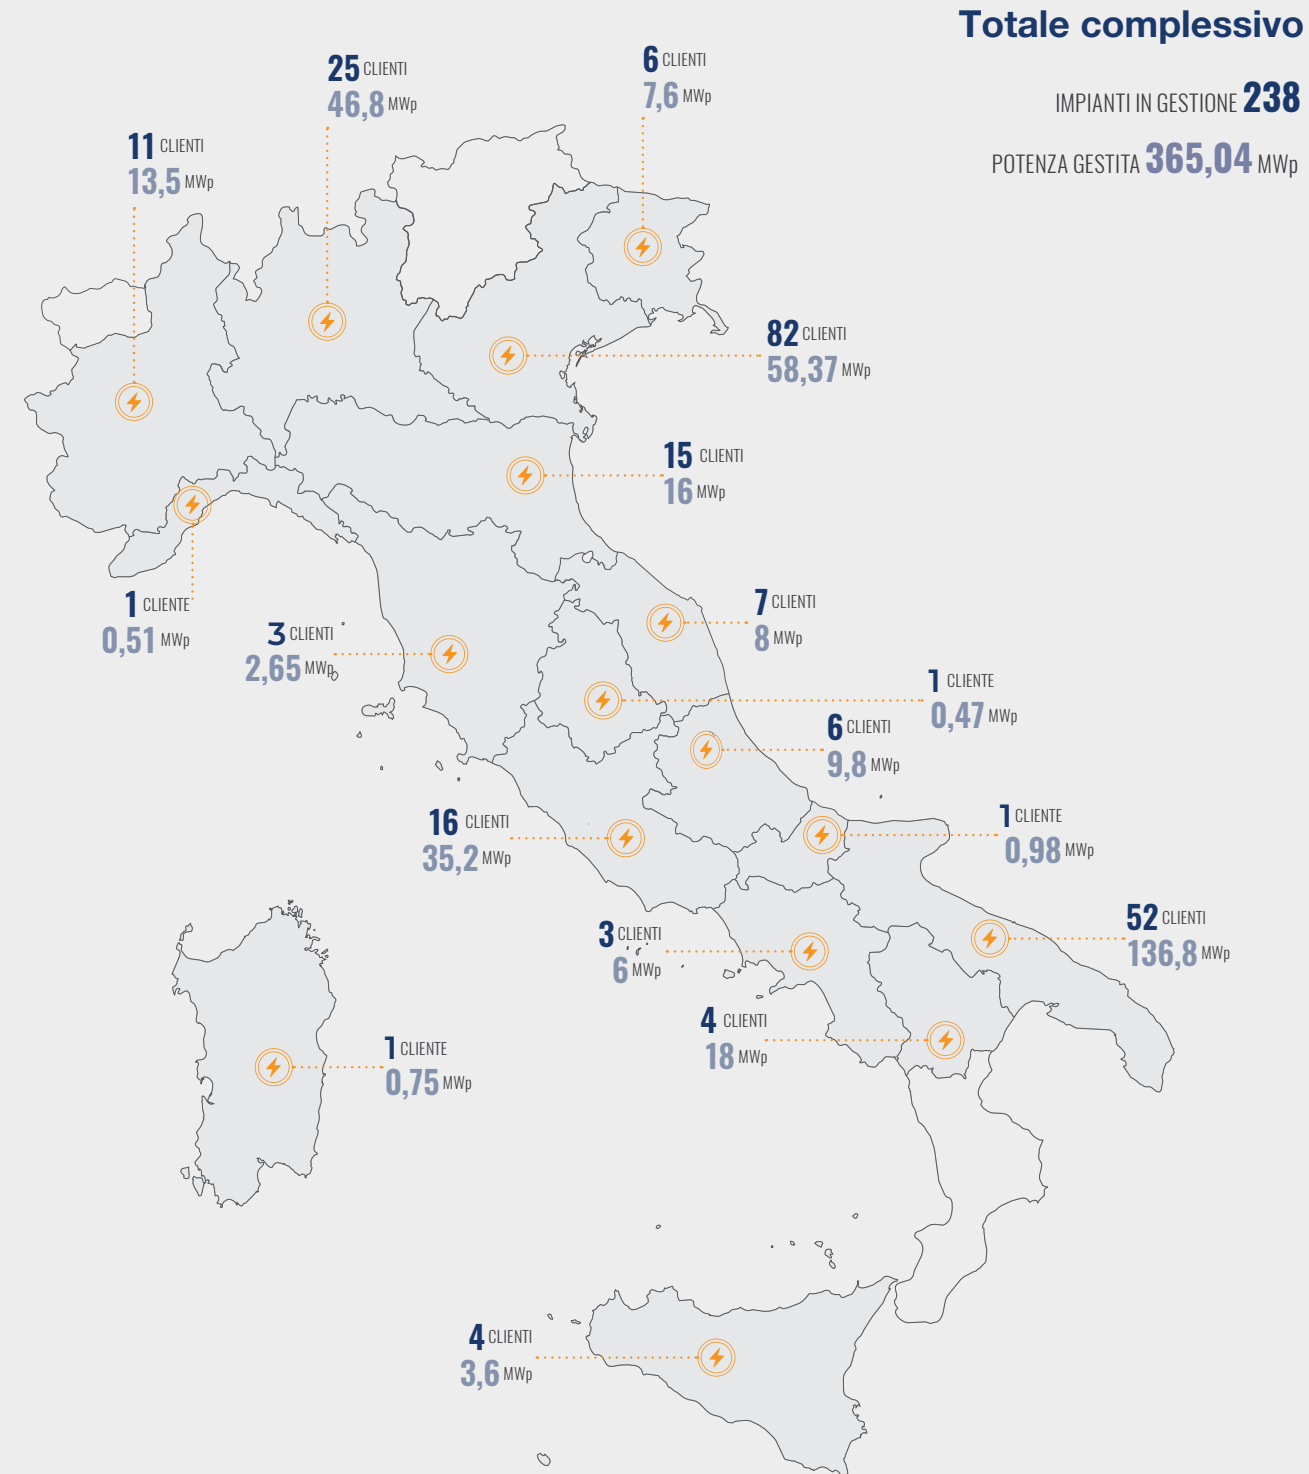 Totale complessivo
IMPIANTI IN GESTIONE 238
POTENZA GESTITA 365,04 MWp
25 CLIENTI
46,8 MWp
6 CLIENTI
7,6 MWp
11 CLIENTI
13,5 MWp
82 CLIENTI
58,37 MWp
15 CLIENTI
16 MWp
1 CLIENTE
0,51 MWp
3 CLIENTI
2,65 MWp
7 CLIENTI
8 MWp
1 CLIENTE
0,47 MWp
6 CLIENTI
9,8 MWp
16 CLIENTI
35,2 MWp
1 CLIENTE
0,98 MWp
3 CLIENTI
6 MWp
52 CLIENTI
136,8 MWp
4 CLIENTI
18 MWp
1 CLIENTE
0,75 MWp
4 CLIENTI
3,6 MWp